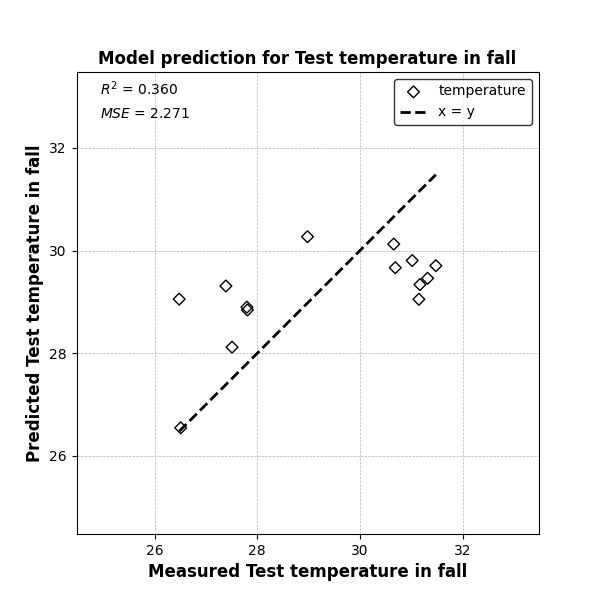 Model prediction for Test temperature in fall
R² = 0.360
MSE = 2.271
temperature
x = y
32
30
28
26
Predicted Test temperature in fall
26 28 30 32
Measured Test temperature in fall